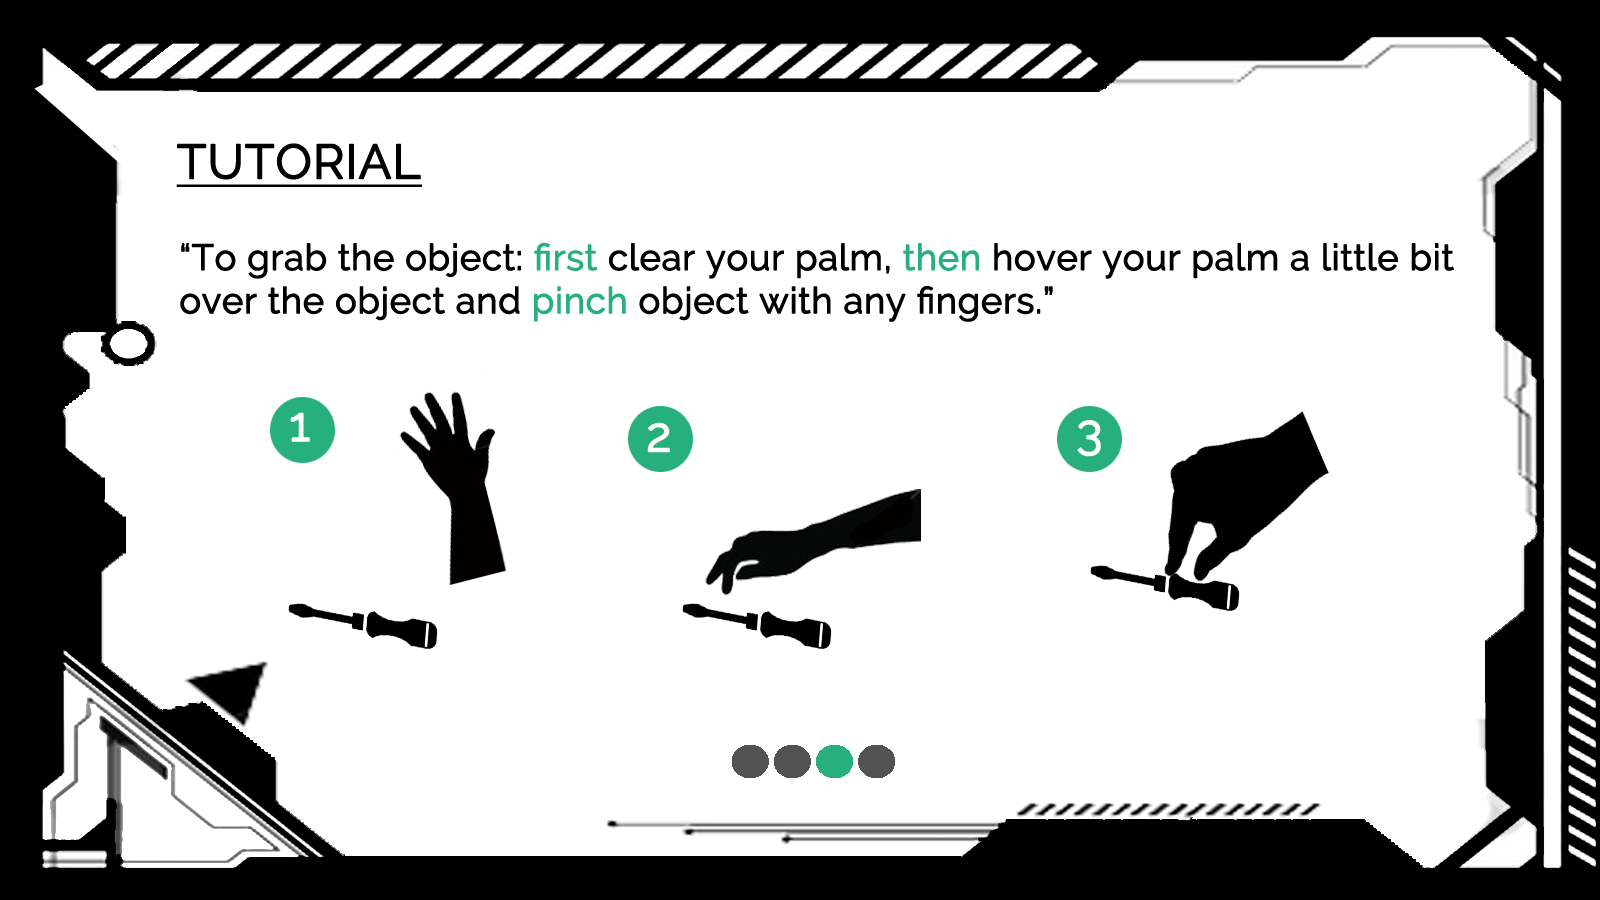 TUTORIAL
“To grab the object: first clear your palm, then hover your palm a little bit
over the object and pinch object with any fingers.”
1
2
3